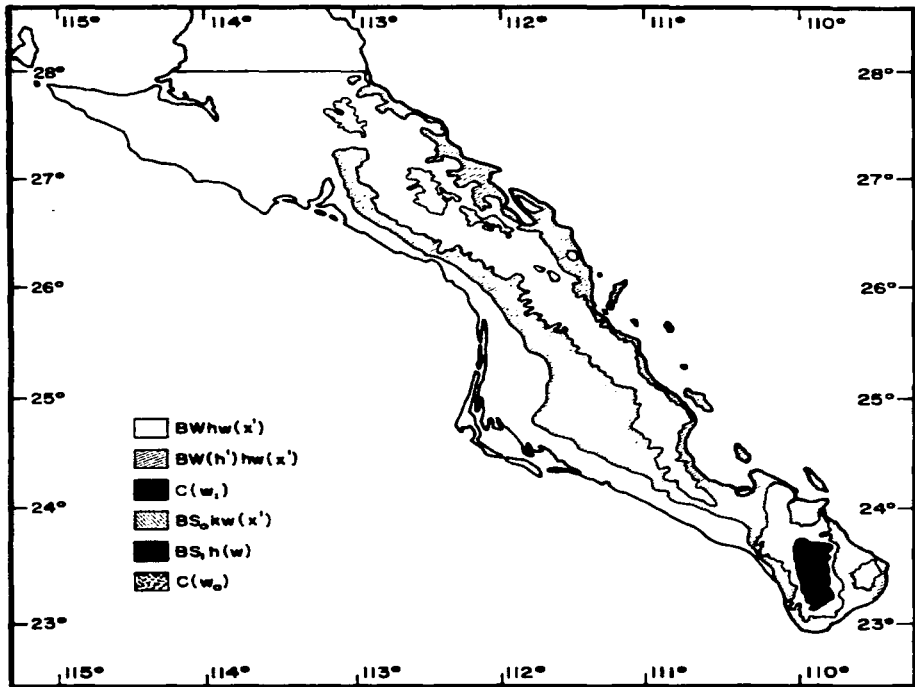 115° 114° 113° 112° 111° 110°
28° 28°
27° 27°
26° 26°
25° 25°
24° 24°
23° 23°
BWhw(x')
BW(h')hw(x')
C(w₁)
BS₀kw(x')
BS₁h(w)
C(w₀)
115° 114° 113° 112° 111° 110°